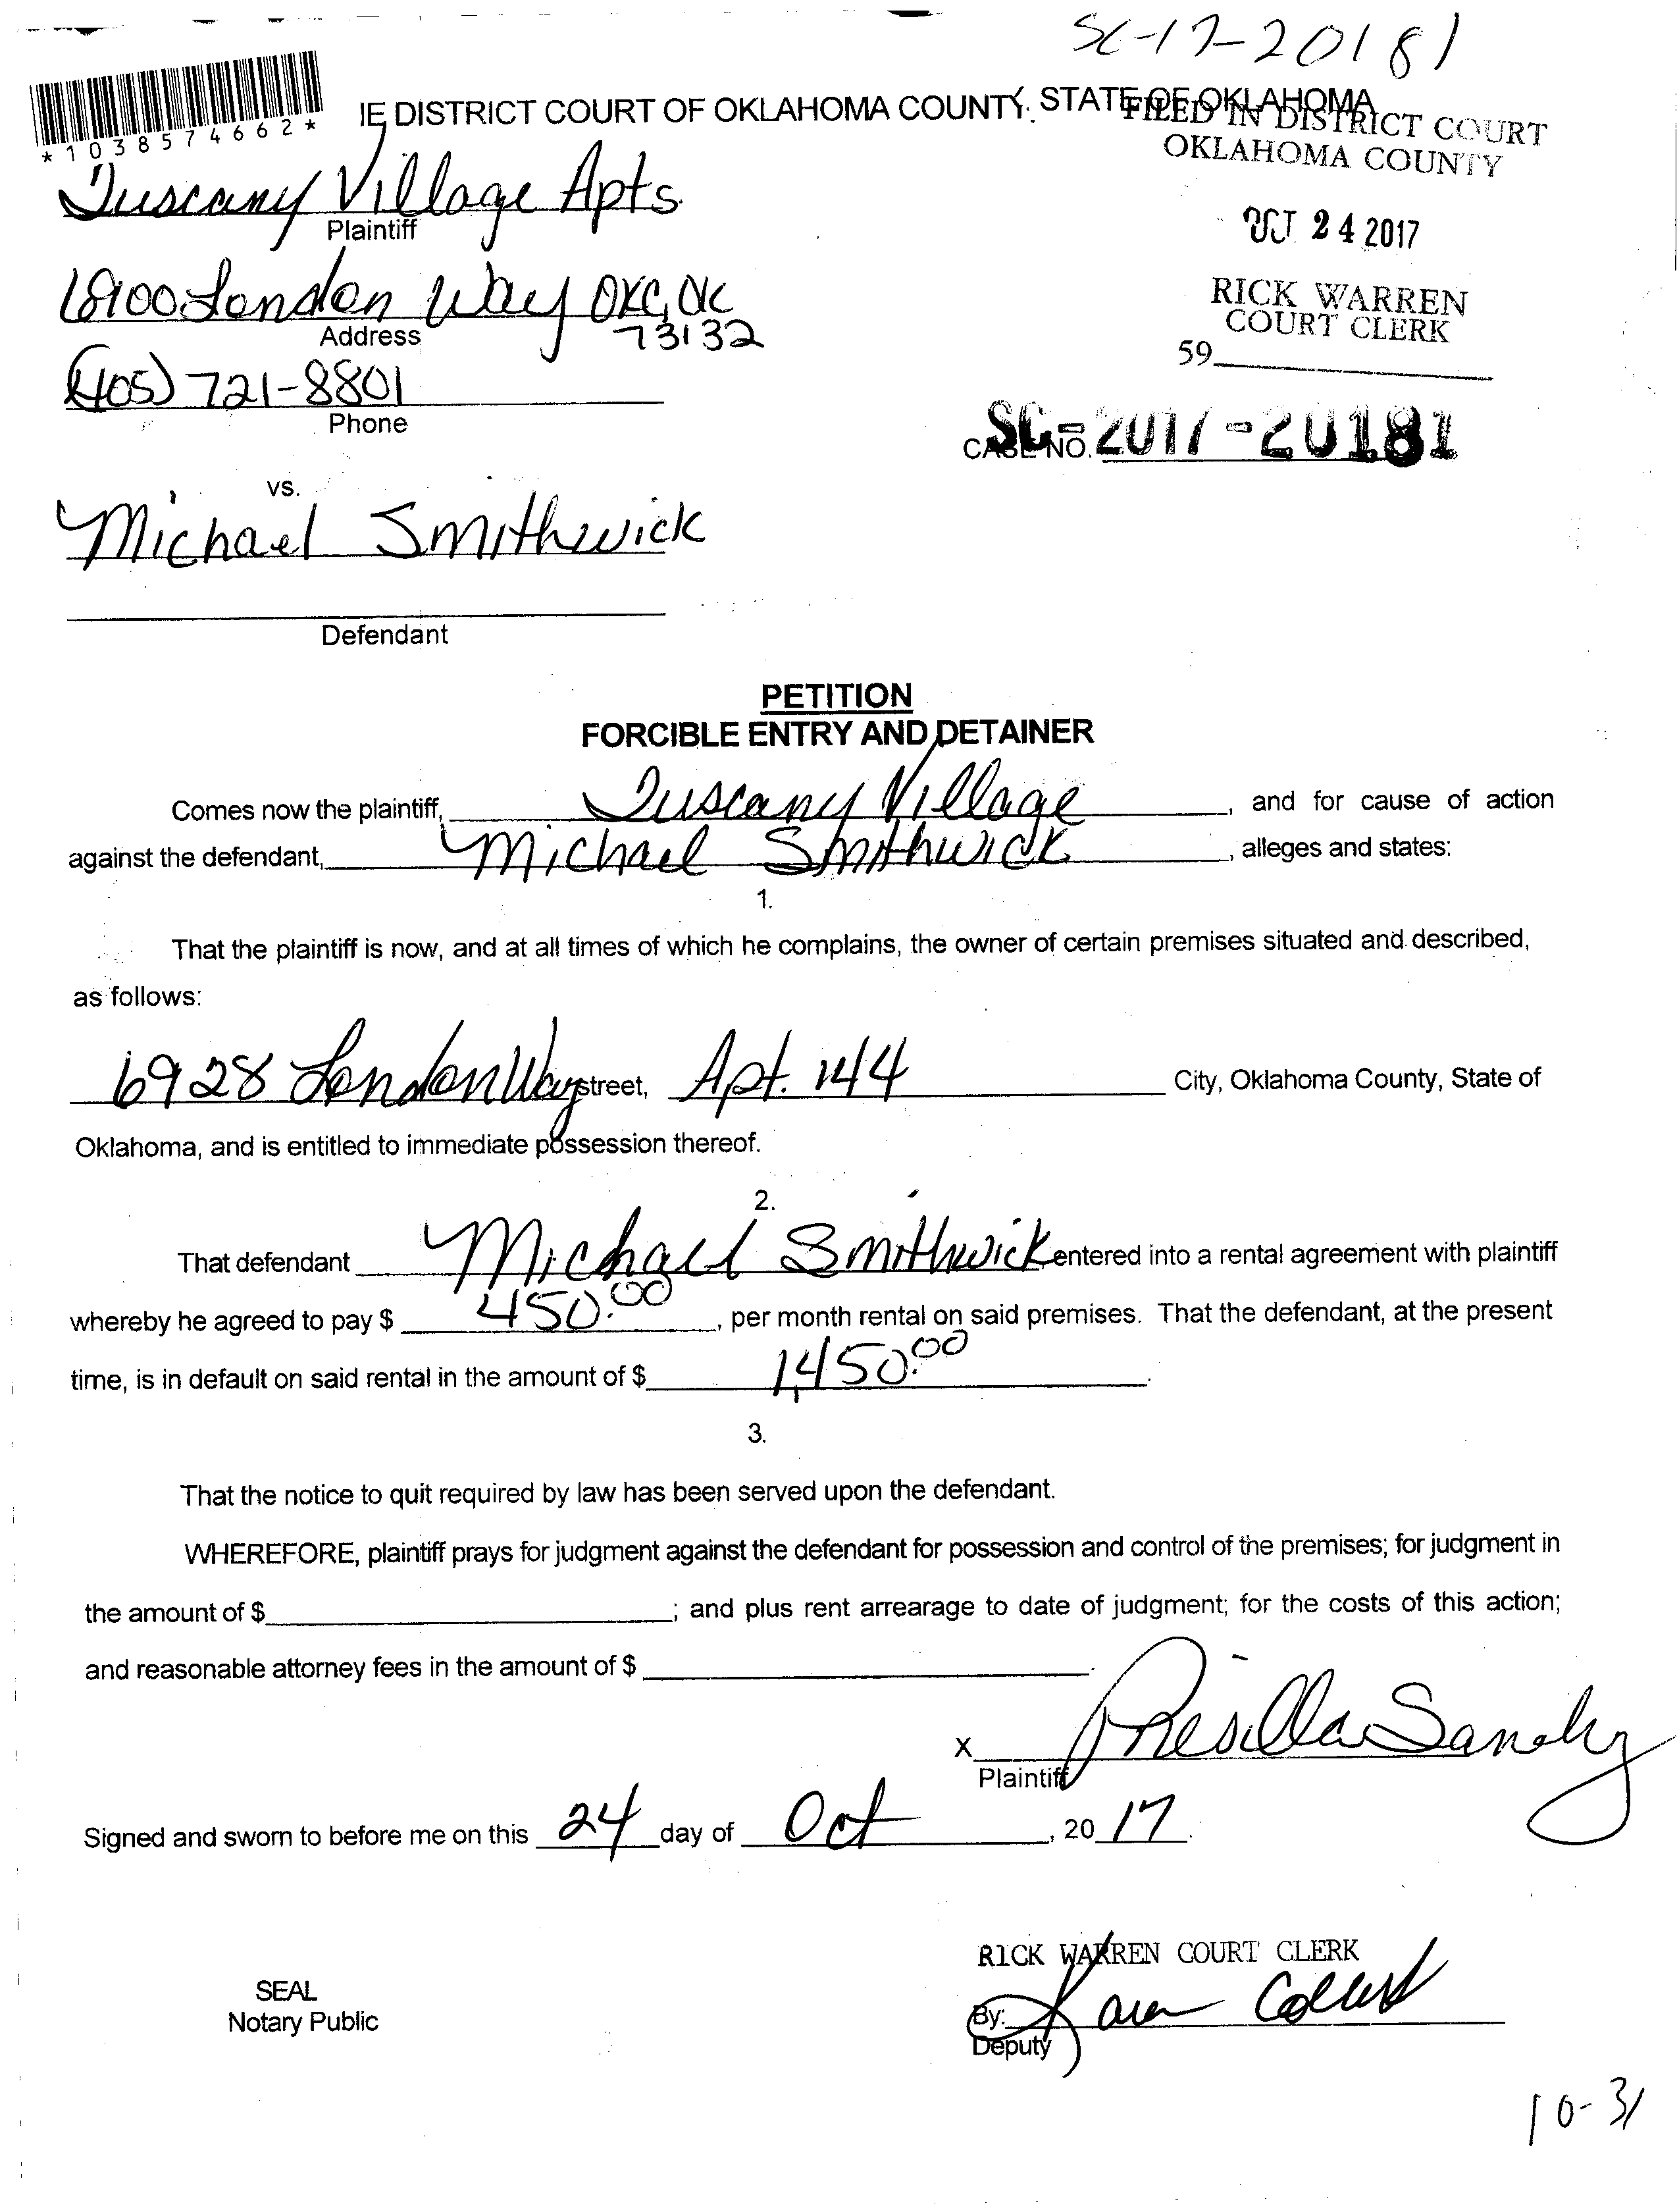 SC-17-20181
*1038574662*
IE DISTRICT COURT OF OKLAHOMA COUNTY, STATE OF OKLAHOMA
FILED IN DISTRICT COURT
OKLAHOMA COUNTY
Tuscany Village Apts.
Plaintiff
OCT 24 2017
London Way OKC, OK
73132
Address
RICK WARREN
COURT CLERK
59
(405) 721-8801
Phone
CASE NO. SC-2017-20181
vs.
Michael Smithwick
Defendant
PETITION
FORCIBLE ENTRY AND DETAINER
Comes now the plaintiff, Tuscany Village, and for cause of action
against the defendant, Michael Smithwick, alleges and states:
1.
That the plaintiff is now, and at all times of which he complains, the owner of certain premises situated and described,
as follows:
6928 London Way street, Apt. 144 City, Oklahoma County, State of
Oklahoma, and is entitled to immediate possession thereof.
2.
That defendant Michael Smithwick entered into a rental agreement with plaintiff
whereby he agreed to pay $ 450.00, per month rental on said premises. That the defendant, at the present
time, is in default on said rental in the amount of $ 1,450.00.
3.
That the notice to quit required by law has been served upon the defendant.
WHEREFORE, plaintiff prays for judgment against the defendant for possession and control of the premises; for judgment in
the amount of $ ; and plus rent arrearage to date of judgment; for the costs of this action;
and reasonable attorney fees in the amount of $ .
X
Plaintiff
Signed and sworn to before me on this 24 day of Oct, 20 17.
RICK WARREN COURT CLERK
SEAL
Notary Public
By: Karen
Deputy
10-31